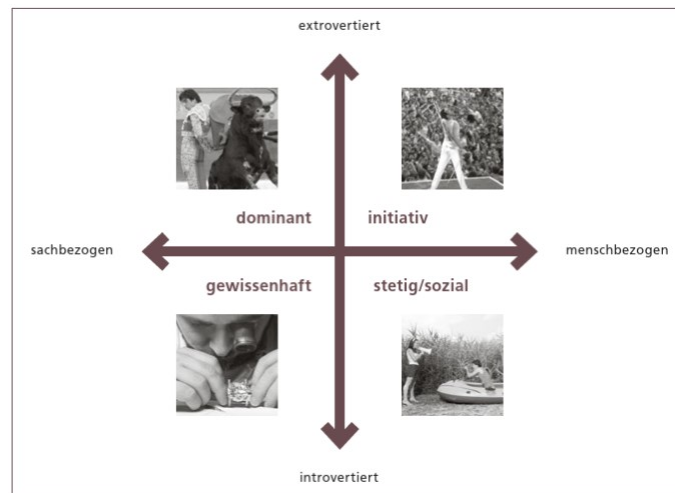 extrovertiert
dominant
initiativ
sachbezogen
menschbezogen
gewissenhaft
stetig/sozial
introvertiert